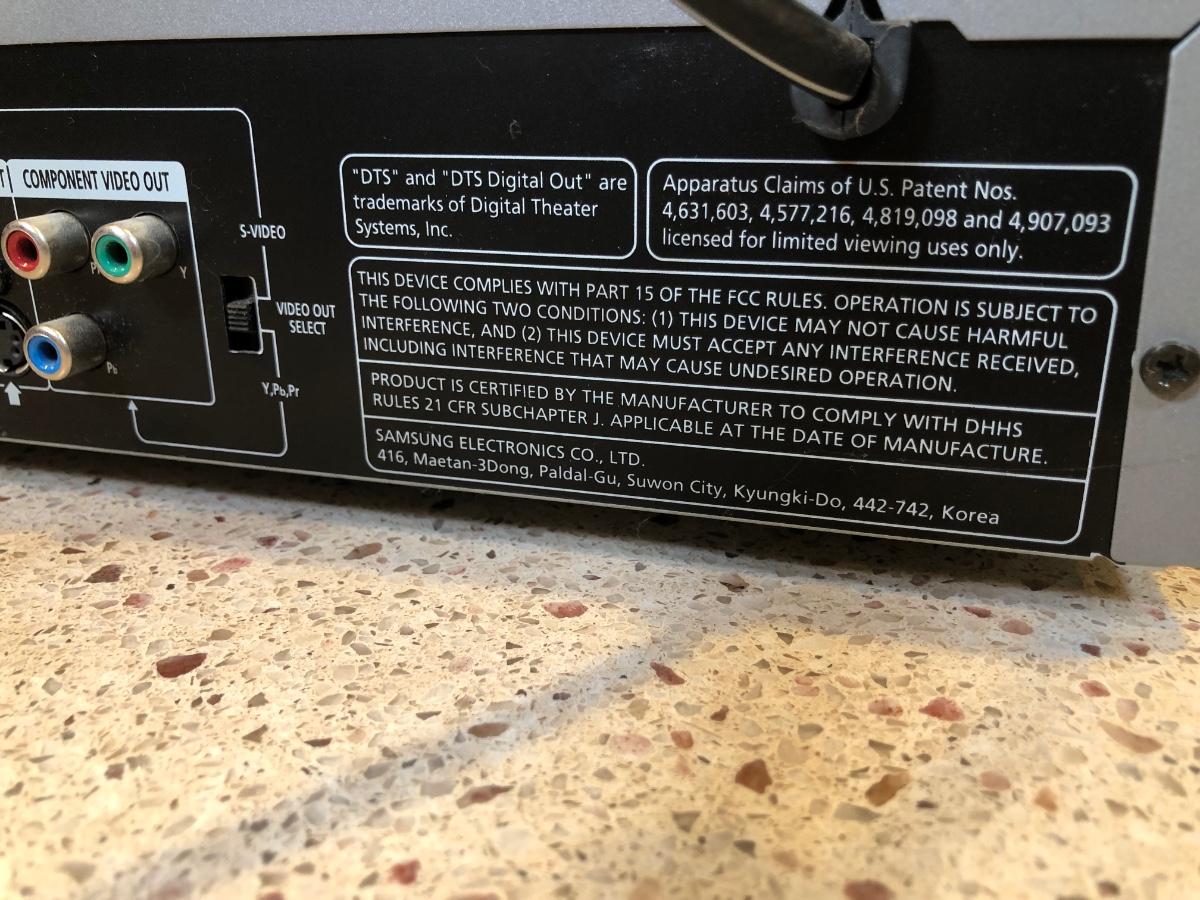 COMPONENT VIDEO OUT
Y
Pb
S-VIDEO
VIDEO OUT
SELECT
Y,Pb,Pr
"DTS" and "DTS Digital Out" are
trademarks of Digital Theater
Systems, Inc.
Apparatus Claims of U.S. Patent Nos.
4,631,603, 4,577,216, 4,819,098 and 4,907,093
licensed for limited viewing uses only.
THIS DEVICE COMPLIES WITH PART 15 OF THE FCC RULES. OPERATION IS SUBJECT TO
THE FOLLOWING TWO CONDITIONS: (1) THIS DEVICE MAY NOT CAUSE HARMFUL
INTERFERENCE, AND (2) THIS DEVICE MUST ACCEPT ANY INTERFERENCE RECEIVED,
INCLUDING INTERFERENCE THAT MAY CAUSE UNDESIRED OPERATION.
PRODUCT IS CERTIFIED BY THE MANUFACTURER TO COMPLY WITH DHHS
RULES 21 CFR SUBCHAPTER J. APPLICABLE AT THE DATE OF MANUFACTURE.
SAMSUNG ELECTRONICS CO., LTD.
416, Maetan-3Dong, Paldal-Gu, Suwon City, Kyungki-Do, 442-742, Korea